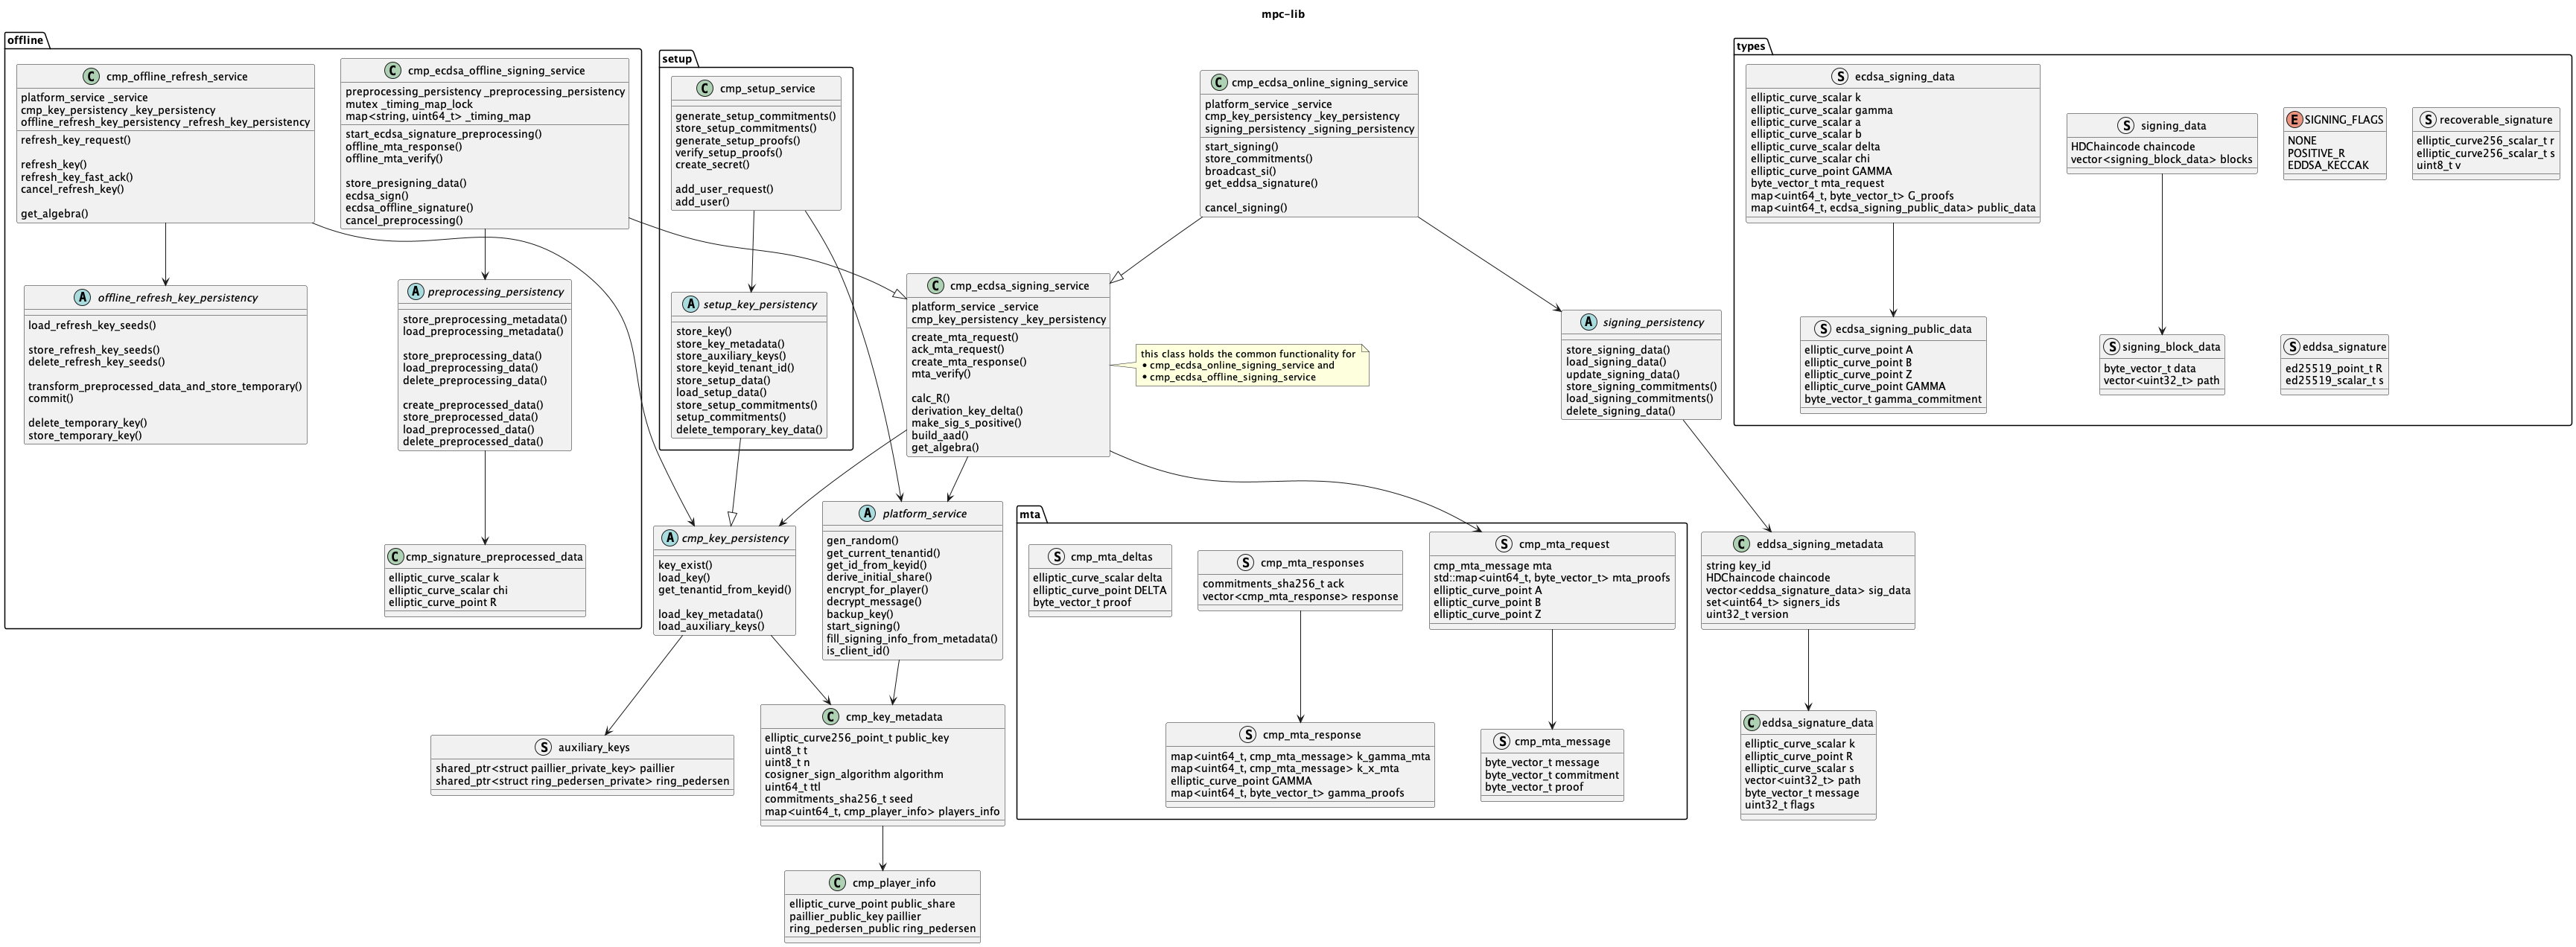 mpc-lib
offline
C cmp_offline_refresh_service
platform_service _service
cmp_key_persistency _key_persistency
offline_refresh_key_persistency _refresh_key_persistency
refresh_key_request()
refresh_key()
refresh_key_fast_ack()
cancel_refresh_key()
get_algebra()
C cmp_ecdsa_offline_signing_service
preprocessing_persistency _preprocessing_persistency
mutex _timing_map_lock
map<string, uint64_t> _timing_map
start_ecdsa_signature_preprocessing()
offline_mta_response()
offline_mta_verify()
store_presigning_data()
ecdsa_sign()
ecdsa_offline_signature()
cancel_preprocessing()
A offline_refresh_key_persistency
load_refresh_key_seeds()
store_refresh_key_seeds()
delete_refresh_key_seeds()
transform_preprocessed_data_and_store_temporary()
commit()
delete_temporary_key()
store_temporary_key()
A preprocessing_persistency
store_preprocessing_metadata()
load_preprocessing_metadata()
store_preprocessing_data()
load_preprocessing_data()
delete_preprocessing_data()
create_preprocessed_data()
store_preprocessed_data()
load_preprocessed_data()
delete_preprocessed_data()
C cmp_signature_preprocessed_data
elliptic_curve_scalar k
elliptic_curve_scalar chi
elliptic_curve_point R
setup
C cmp_setup_service
generate_setup_commitments()
store_setup_commitments()
generate_setup_proofs()
verify_setup_proofs()
create_secret()
add_user_request()
add_user()
A setup_key_persistency
store_key()
store_key_metadata()
store_auxiliary_keys()
store_keyid_tenant_id()
store_setup_data()
load_setup_data()
store_setup_commitments()
setup_commitments()
delete_temporary_key_data()
C cmp_ecdsa_online_signing_service
platform_service _service
cmp_key_persistency _key_persistency
signing_persistency _signing_persistency
start_signing()
store_commitments()
broadcast_si()
get_eddsa_signature()
cancel_signing()
C cmp_ecdsa_signing_service
platform_service _service
cmp_key_persistency _key_persistency
create_mta_request()
ack_mta_request()
create_mta_response()
mta_verify()
calc_R()
derivation_key_delta()
make_sig_s_positive()
build_aad()
get_algebra()
this class holds the common functionality for
• cmp_ecdsa_online_signing_service and
• cmp_ecdsa_offline_signing_service
A signing_persistency
store_signing_data()
load_signing_data()
update_signing_data()
store_signing_commitments()
load_signing_commitments()
delete_signing_data()
types
S ecdsa_signing_data
elliptic_curve_scalar k
elliptic_curve_scalar gamma
elliptic_curve_scalar a
elliptic_curve_scalar b
elliptic_curve_scalar delta
elliptic_curve_scalar chi
elliptic_curve_point GAMMA
byte_vector_t mta_request
map<uint64_t, byte_vector_t> G_proofs
map<uint64_t, ecdsa_signing_public_data> public_data
S signing_data
HDChaincode chaincode
vector<signing_block_data> blocks
E SIGNING_FLAGS
NONE
POSITIVE_R
EDDSA_KECCAK
S recoverable_signature
elliptic_curve256_scalar_t r
elliptic_curve256_scalar_t s
uint8_t v
S ecdsa_signing_public_data
elliptic_curve_point A
elliptic_curve_point B
elliptic_curve_point Z
elliptic_curve_point GAMMA
byte_vector_t gamma_commitment
S signing_block_data
byte_vector_t data
vector<uint32_t> path
S eddsa_signature
ed25519_point_t R
ed25519_scalar_t s
A cmp_key_persistency
key_exist()
load_key()
get_tenantid_from_keyid()
load_key_metadata()
load_auxiliary_keys()
A platform_service
gen_random()
get_current_tenantid()
get_id_from_keyid()
derive_initial_share()
encrypt_for_player()
decrypt_message()
backup_key()
start_signing()
fill_signing_info_from_metadata()
is_client_id()
mta
S cmp_mta_deltas
elliptic_curve_scalar delta
elliptic_curve_point DELTA
byte_vector_t proof
S cmp_mta_responses
commitments_sha256_t ack
vector<cmp_mta_response> response
S cmp_mta_request
cmp_mta_message mta
std::map<uint64_t, byte_vector_t> mta_proofs
elliptic_curve_point A
elliptic_curve_point B
elliptic_curve_point Z
S cmp_mta_response
map<uint64_t, cmp_mta_message> k_gamma_mta
map<uint64_t, cmp_mta_message> k_x_mta
elliptic_curve_point GAMMA
map<uint64_t, byte_vector_t> gamma_proofs
S cmp_mta_message
byte_vector_t message
byte_vector_t commitment
byte_vector_t proof
C eddsa_signing_metadata
string key_id
HDChaincode chaincode
vector<eddsa_signature_data> sig_data
set<uint64_t> signers_ids
uint32_t version
C eddsa_signature_data
elliptic_curve_scalar k
elliptic_curve_point R
elliptic_curve_scalar s
vector<uint32_t> path
byte_vector_t message
uint32_t flags
S auxiliary_keys
shared_ptr<struct paillier_private_key> paillier
shared_ptr<struct ring_pedersen_private> ring_pedersen
C cmp_key_metadata
elliptic_curve256_point_t public_key
uint8_t t
uint8_t n
cosigner_sign_algorithm algorithm
uint64_t ttl
commitments_sha256_t seed
map<uint64_t, cmp_player_info> players_info
C cmp_player_info
elliptic_curve_point public_share
paillier_public_key paillier
ring_pedersen_public ring_pedersen